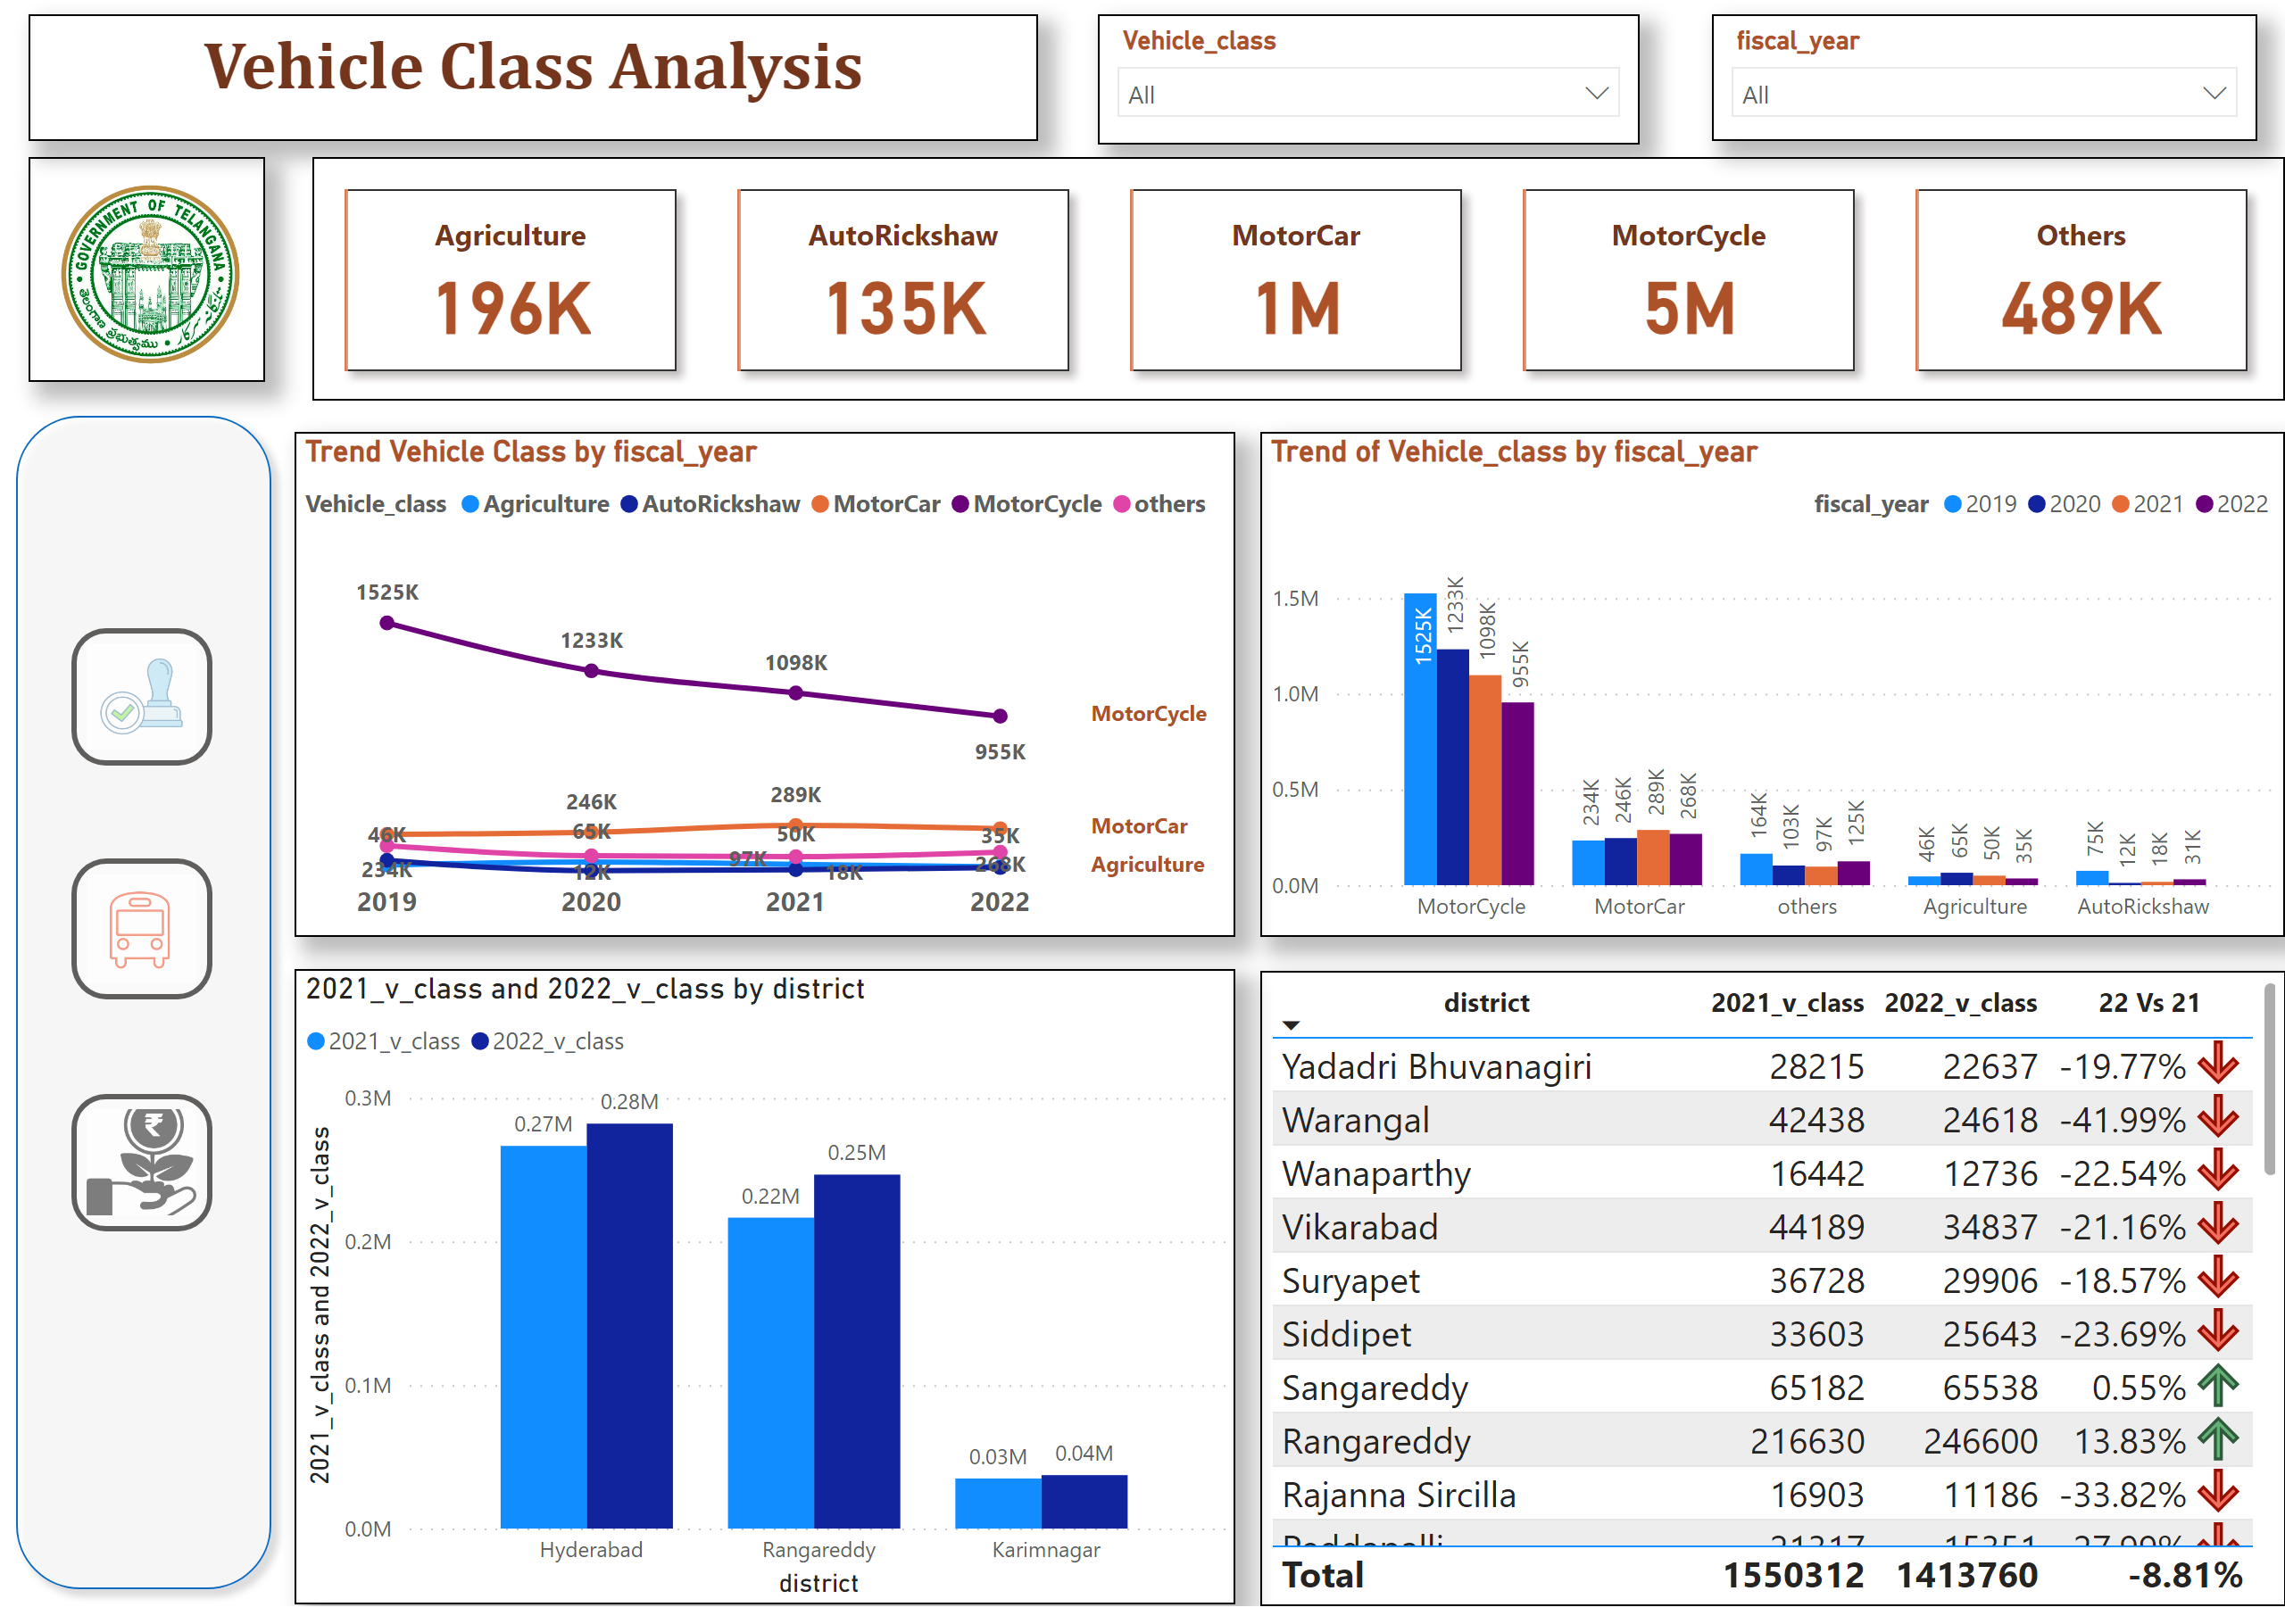 Vehicle Class Analysis
Vehicle_class
All
fiscal_year
All
GOVERNMENT OF TELANGANA
తెలంగాణ ప్రభుత్వము
Agriculture
196K
AutoRickshaw
135K
MotorCar
1M
MotorCycle
5M
Others
489K
Trend Vehicle Class by fiscal_year
Vehicle_class Agriculture AutoRickshaw MotorCar MotorCycle others
1525K
1233K
1098K
955K
MotorCycle
246K
289K
MotorCar
46K
65K
50K
35K
97K
Agriculture
234K
12K
18K
268K
2019 2020 2021 2022
Trend of Vehicle_class by fiscal_year
fiscal_year 2019 2020 2021 2022
1.5M
1.0M
0.5M
0.0M
1525K 1233K 1098K 955K
234K 246K 289K 268K
164K 103K 97K 125K
46K 65K 50K 35K
75K 12K 18K 31K
MotorCycle MotorCar others Agriculture AutoRickshaw
2021_v_class and 2022_v_class by district
2021_v_class 2022_v_class
2021_v_class and 2022_v_class
0.3M
0.2M
0.1M
0.0M
0.27M 0.28M
0.22M 0.25M
0.03M 0.04M
Hyderabad Rangareddy Karimnagar
district
district 2021_v_class 2022_v_class 22 Vs 21
Yadadri Bhuvanagiri 28215 22637 -19.77%
Warangal 42438 24618 -41.99%
Wanaparthy 16442 12736 -22.54%
Vikarabad 44189 34837 -21.16%
Suryapet 36728 29906 -18.57%
Siddipet 33603 25643 -23.69%
Sangareddy 65182 65538 0.55%
Rangareddy 216630 246600 13.83%
Rajanna Sircilla 16903 11186 -33.82%
Total 1550312 1413760 -8.81%